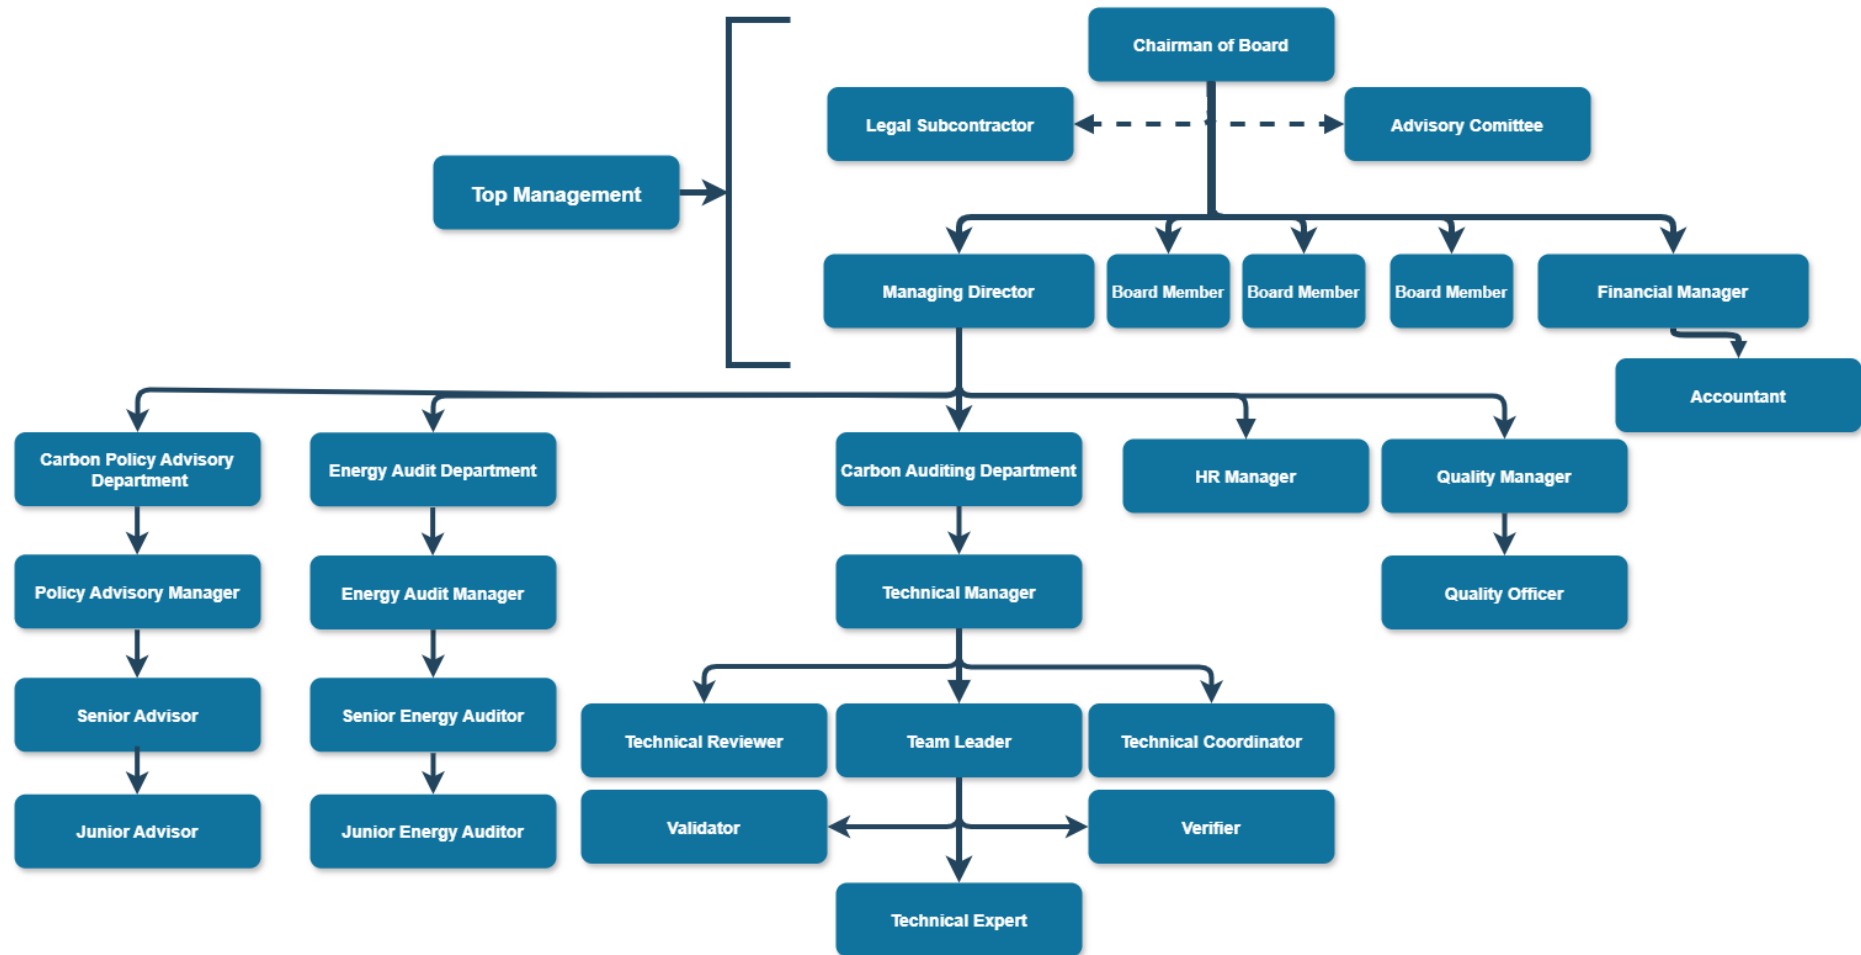 Chairman of Board
Legal Subcontractor
Advisory Comittee
Top Management
Managing Director
Board Member
Board Member
Board Member
Financial Manager
Accountant
Carbon Policy Advisory
Department
Energy Audit Department
Carbon Auditing Department
HR Manager
Quality Manager
Policy Advisory Manager
Energy Audit Manager
Technical Manager
Quality Officer
Senior Advisor
Senior Energy Auditor
Technical Reviewer
Team Leader
Technical Coordinator
Junior Advisor
Junior Energy Auditor
Validator
Verifier
Technical Expert